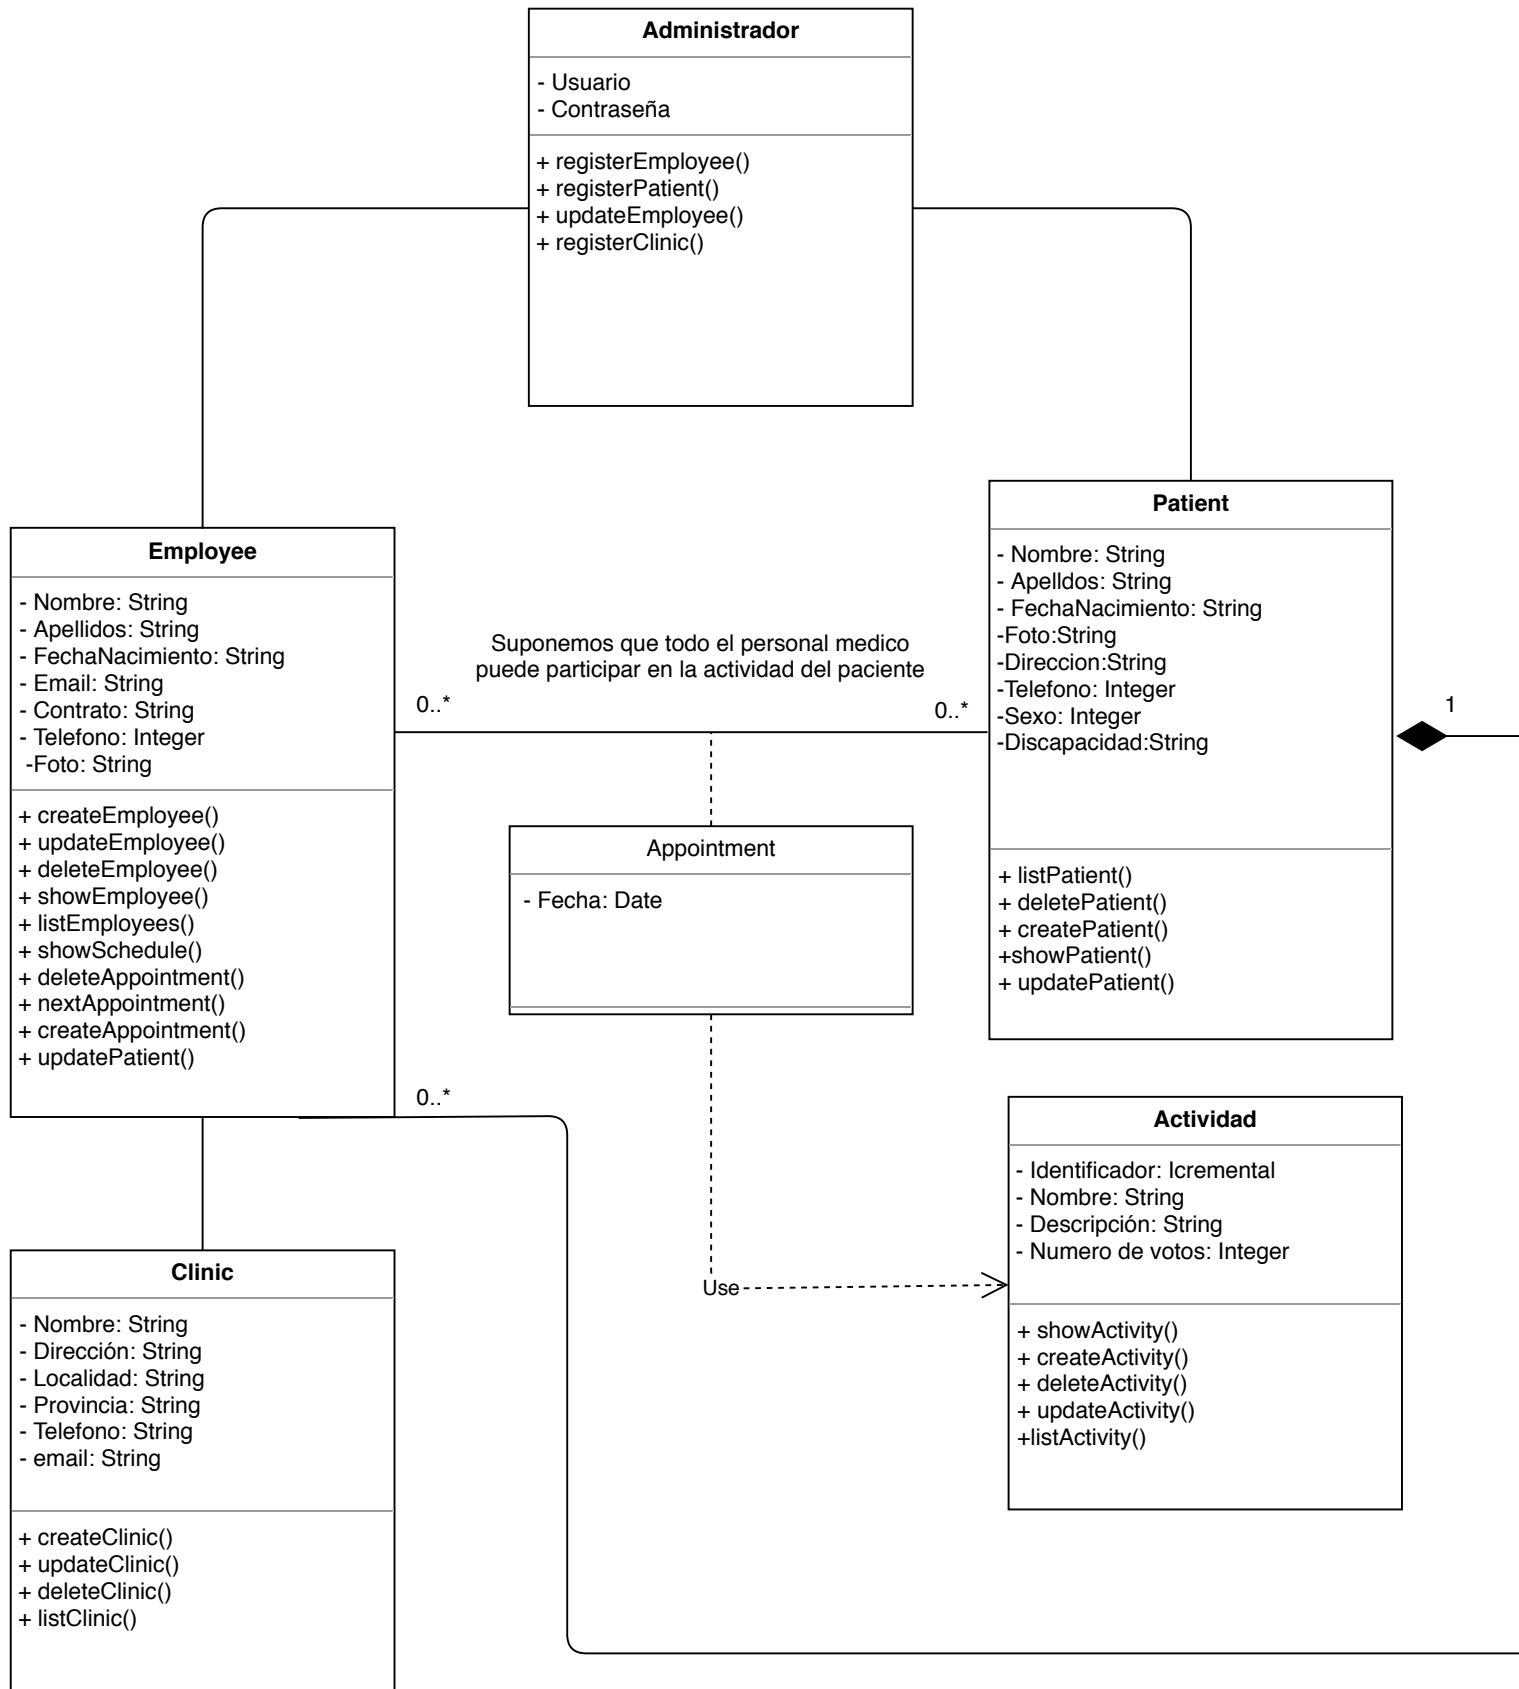 Administrador
- Usuario
- Contraseña
+ registerEmployee()
+ registerPatient()
+ updateEmployee()
+ registerClinic()
Employee
- Nombre: String
- Apellidos: String
- FechaNacimiento: String
- Email: String
- Contrato: String
- Telefono: Integer
-Foto: String
+ createEmployee()
+ updateEmployee()
+ deleteEmployee()
+ showEmployee()
+ listEmployees()
+ showSchedule()
+ deleteAppointment()
+ nextAppointment()
+ createAppointment()
+ updatePatient()
Suponemos que todo el personal medico
puede participar en la actividad del paciente
0..*
0..*
Patient
- Nombre: String
- Apelldos: String
- FechaNacimiento: String
-Foto:String
-Direccion:String
-Telefono: Integer
-Sexo: Integer
-Discapacidad:String
+ listPatient()
+ deletePatient()
+ createPatient()
+showPatient()
+ updatePatient()
1
Appointment
- Fecha: Date
0..*
Use
Actividad
- Identificador: Icremental
- Nombre: String
- Descripción: String
- Numero de votos: Integer
+ showActivity()
+ createActivity()
+ deleteActivity()
+ updateActivity()
+listActivity()
Clinic
- Nombre: String
- Dirección: String
- Localidad: String
- Provincia: String
- Telefono: String
- email: String
+ createClinic()
+ updateClinic()
+ deleteClinic()
+ listClinic()